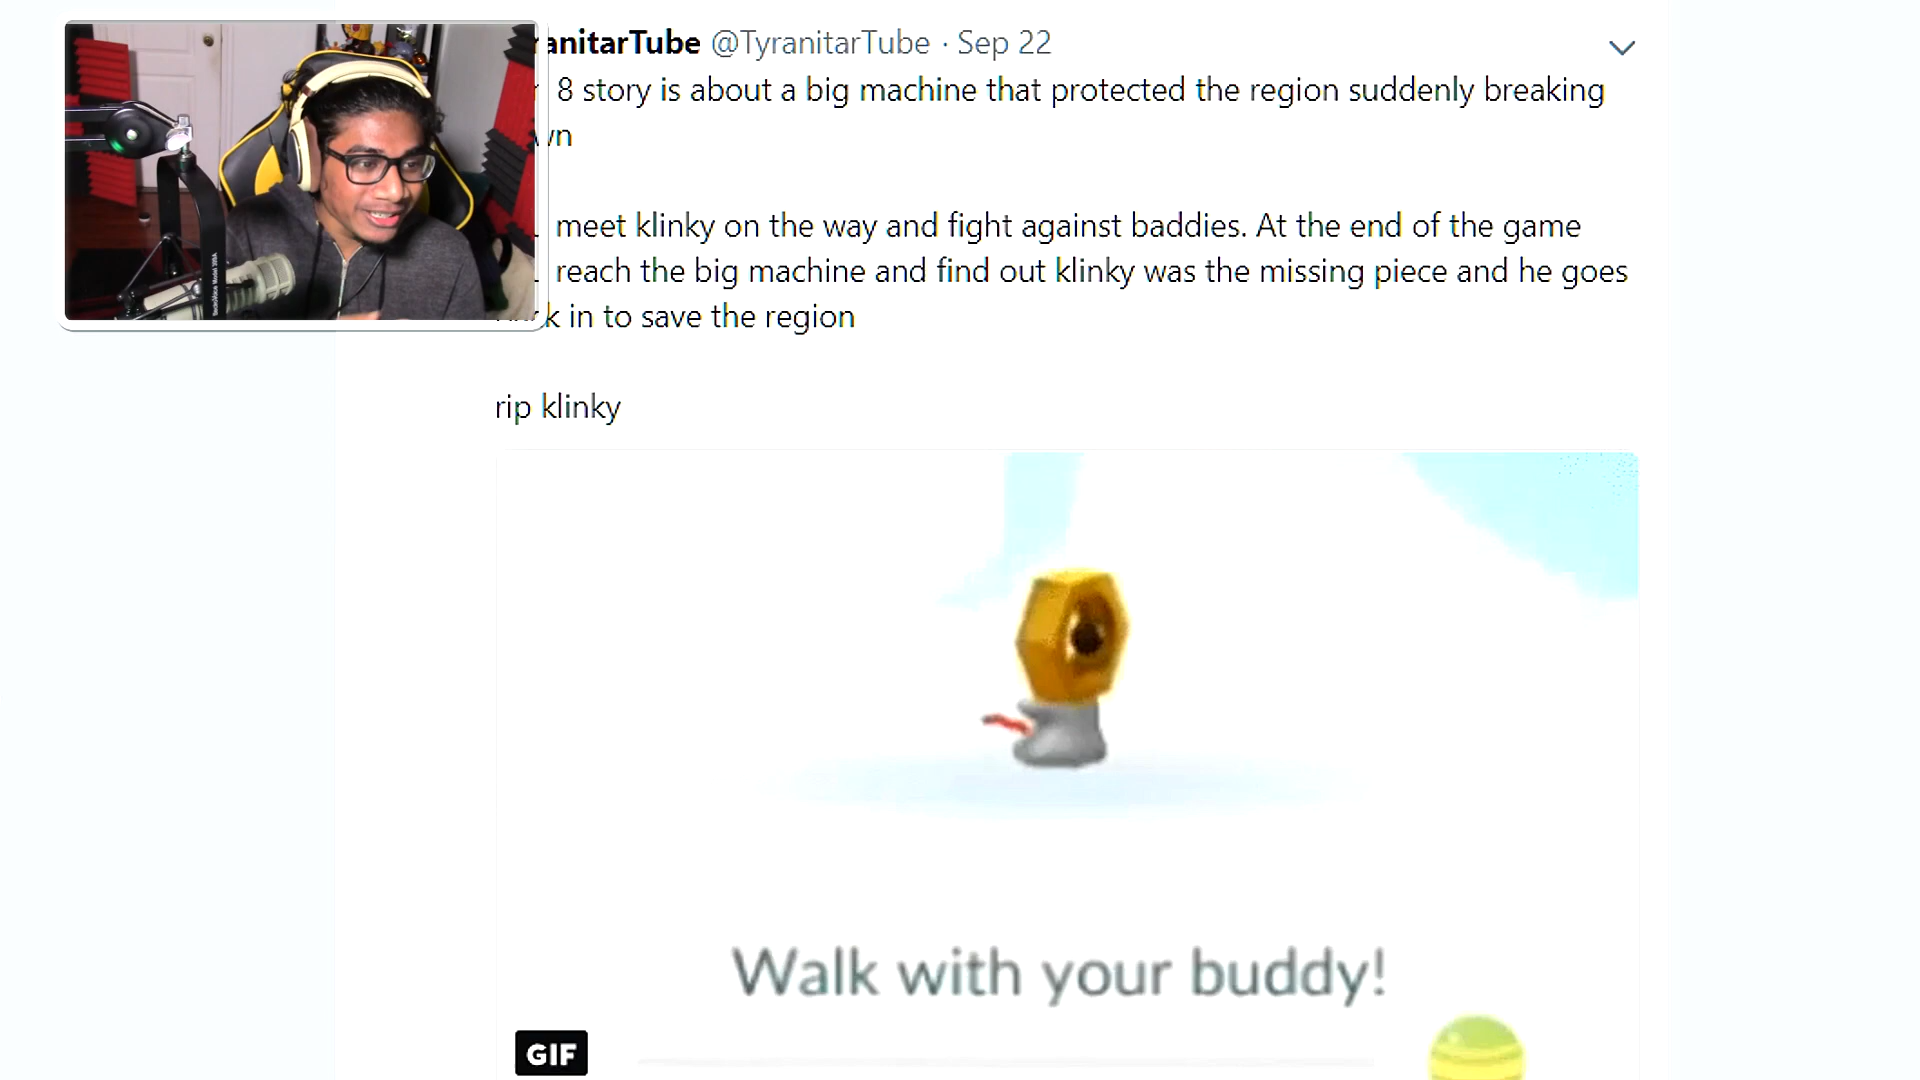 anitarTube @TyranitarTube · Sep 22
8 story is about a big machine that protected the region suddenly breaking
meet klinky on the way and fight against baddies. At the end of the game
reach the big machine and find out klinky was the missing piece and he goes
in to save the region
rip klinky
Walk with your buddy!
GIF